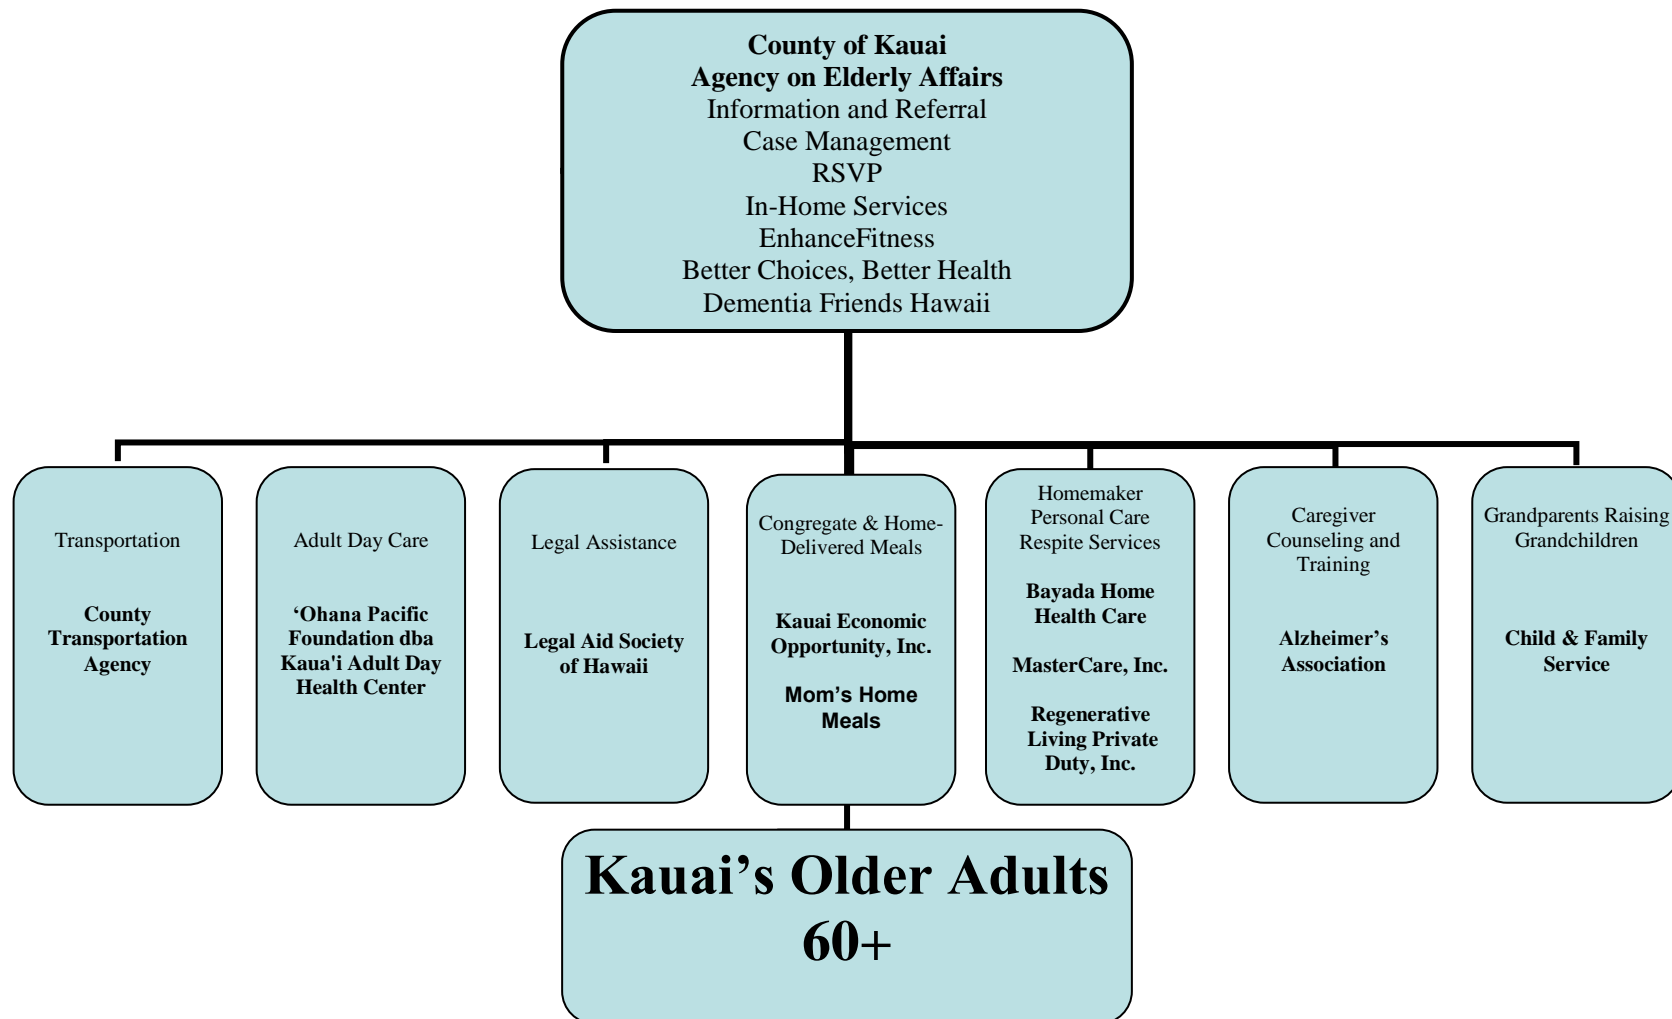 County of Kauai
Agency on Elderly Affairs
Information and Referral
Case Management
RSVP
In-Home Services
EnhanceFitness
Better Choices, Better Health
Dementia Friends Hawaii
Transportation
County
Transportation
Agency
Adult Day Care
‘Ohana Pacific
Foundation dba
Kaua'i Adult Day
Health Center
Legal Assistance
Legal Aid Society
of Hawaii
Congregate & Home-
Delivered Meals
Kauai Economic
Opportunity, Inc.
Mom’s Home
Meals
Homemaker
Personal Care
Respite Services
Bayada Home
Health Care
MasterCare, Inc.
Regenerative
Living Private
Duty, Inc.
Caregiver
Counseling and
Training
Alzheimer’s
Association
Grandparents Raising
Grandchildren
Child & Family
Service
Kauai’s Older Adults
60+